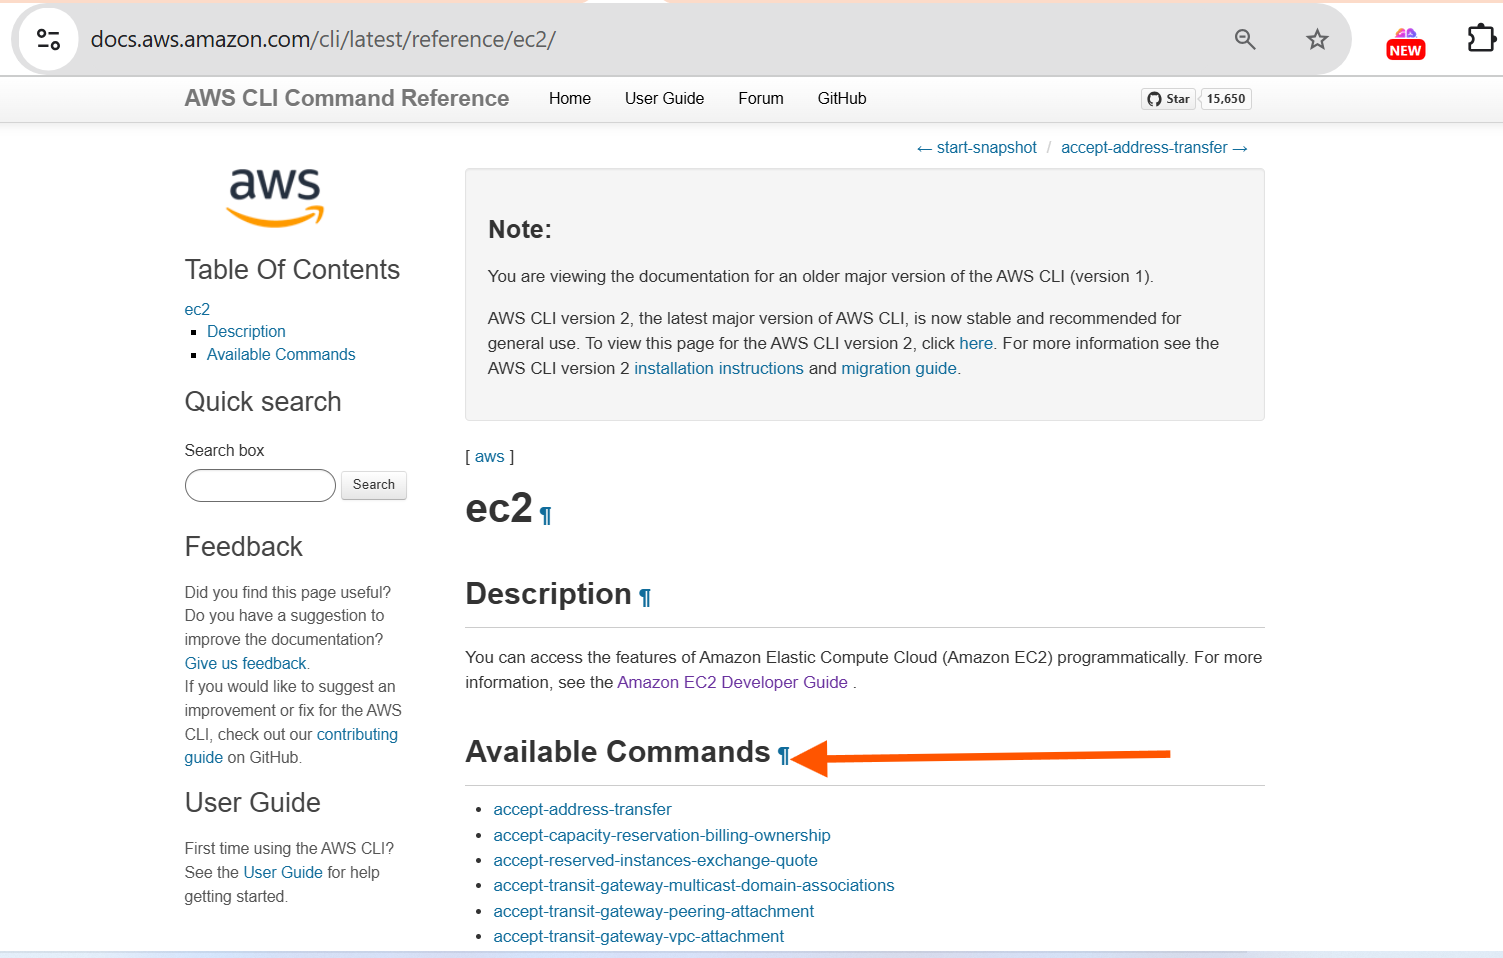 docs.aws.amazon.com/cli/latest/reference/ec2/
NEW
AWS CLI Command Reference Home User Guide Forum GitHub Star 15,650
← start-snapshot / accept-address-transfer →
aws
Table Of Contents
ec2
Description
Available Commands
Quick search
Search box
Search
Feedback
Did you find this page useful?
Do you have a suggestion to
improve the documentation?
Give us feedback.
If you would like to suggest an
improvement or fix for the AWS
CLI, check out our contributing
guide on GitHub.
User Guide
First time using the AWS CLI?
See the User Guide for help
getting started.
Note:
You are viewing the documentation for an older major version of the AWS CLI (version 1).
AWS CLI version 2, the latest major version of AWS CLI, is now stable and recommended for
general use. To view this page for the AWS CLI version 2, click here. For more information see the
AWS CLI version 2 installation instructions and migration guide.
[ aws ]
ec2 ¶
Description ¶
You can access the features of Amazon Elastic Compute Cloud (Amazon EC2) programmatically. For more
information, see the Amazon EC2 Developer Guide .
Available Commands ¶
• accept-address-transfer
• accept-capacity-reservation-billing-ownership
• accept-reserved-instances-exchange-quote
• accept-transit-gateway-multicast-domain-associations
• accept-transit-gateway-peering-attachment
• accept-transit-gateway-vpc-attachment